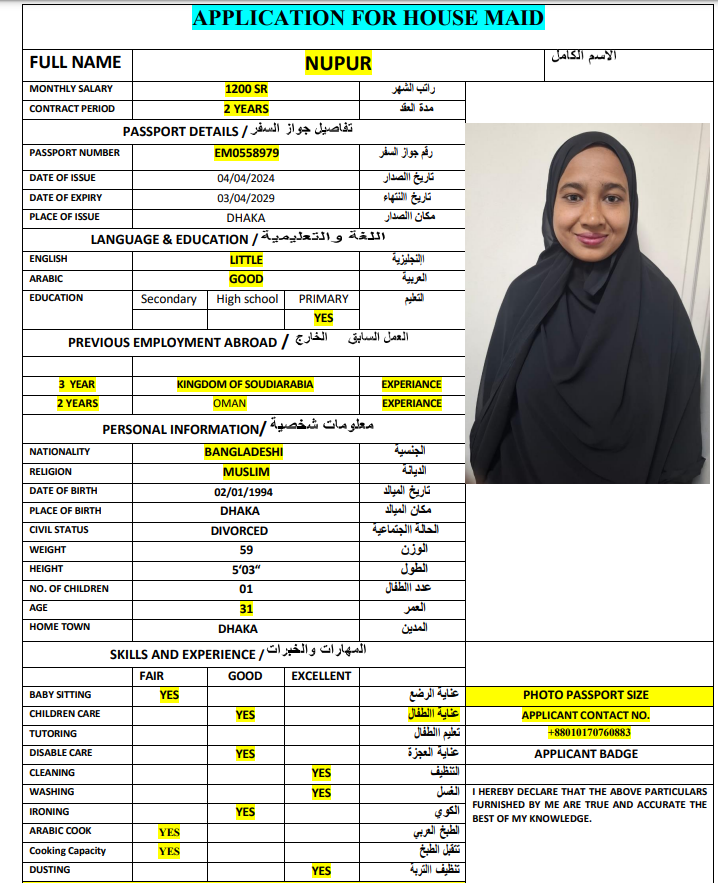 APPLICATION FOR HOUSE MAID
FULL NAME NUPUR الاسم الكامل
MONTHLY SALARY 1200 SR راتب الشهر
CONTRACT PERIOD 2 YEARS مدة العقد
PASSPORT DETAILS / تفاصيل جواز السفر
PASSPORT NUMBER EM0558979 رقم جواز السفر
DATE OF ISSUE 04/04/2024 تاريخ االصدار
DATE OF EXPIRY 03/04/2029 تاريخ االنتهاء
PLACE OF ISSUE DHAKA مكان االصدار
LANGUAGE & EDUCATION / اللغة والتعليمية
ENGLISH LITTLE اإلنجليزية
ARABIC GOOD العربية
EDUCATION Secondary High school PRIMARY التعليم
YES
PREVIOUS EMPLOYMENT ABROAD / العمل السابق الخارج
3 YEAR KINGDOM OF SOUDIARABIA EXPERIANCE
2 YEARS OMAN EXPERIANCE
PERSONAL INFORMATION/ معلومات شخصية
NATIONALITY BANGLADESHI الجنسية
RELIGION MUSLIM الديانة
DATE OF BIRTH 02/01/1994 تاريخ الميالد
PLACE OF BIRTH DHAKA مكان الميالد
CIVIL STATUS DIVORCED الحالة االجتماعية
WEIGHT 59 الوزن
HEIGHT 5‘03“ الطول
NO. OF CHILDREN 01 عدد االطفال
AGE 31 العمر
HOME TOWN DHAKA المدين
SKILLS AND EXPERIENCE / المهارات والخبرات
FAIR GOOD EXCELLENT
BABY SITTING YES عناية الرضع
CHILDREN CARE YES عناية االطفال
TUTORING تعليم االطفال
DISABLE CARE YES عناية العجزة
CLEANING YES التنظيف
WASHING YES الغسل
IRONING YES الكوي
ARABIC COOK YES الطبخ العربي
Cooking Capacity YES تتقبل الطبخ
DUSTING YES تنظيف التربة
PHOTO PASSPORT SIZE
APPLICANT CONTACT NO.
+88010170760883
APPLICANT BADGE
I HEREBY DECLARE THAT THE ABOVE PARTICULARS
FURNISHED BY ME ARE TRUE AND ACCURATE THE
BEST OF MY KNOWLEDGE.